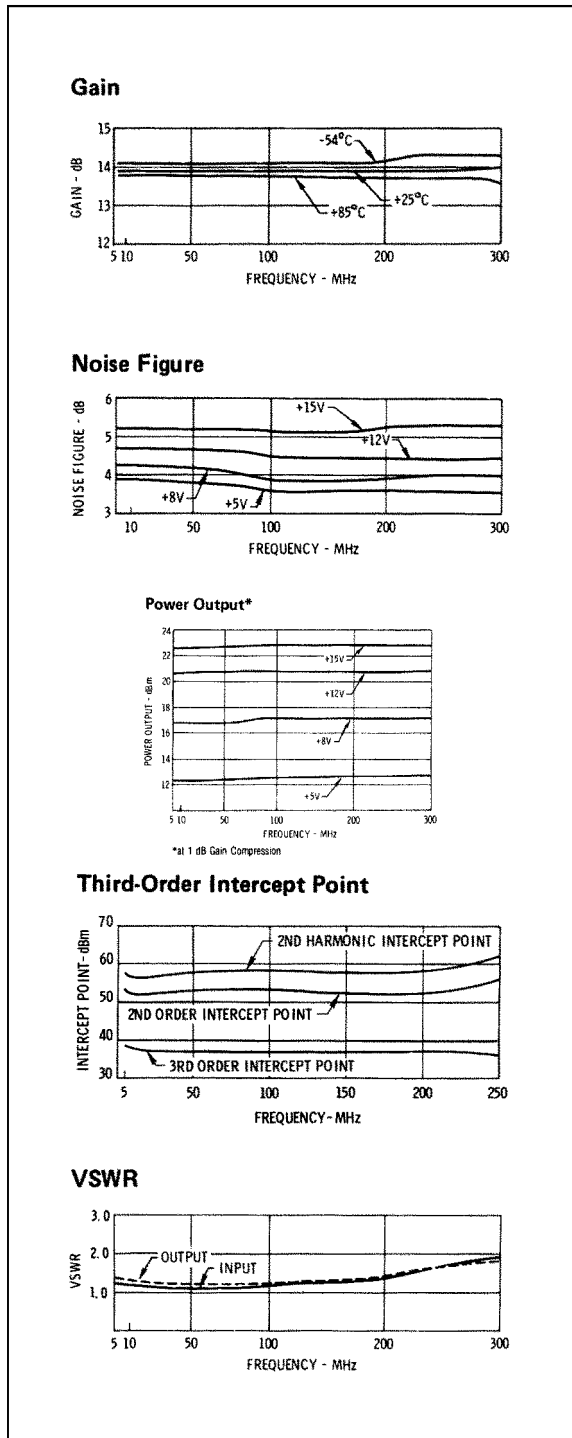 Gain
15
14
13
12
GAIN - dB
-54°C
+25°C
+85°C
5 10 50 100 200 300
FREQUENCY - MHz
Noise Figure
6
5
4
3
NOISE FIGURE - dB
+15V
+12V
+8V
+5V
10 50 100 200 300
FREQUENCY - MHz
Power Output*
24
22
20
18
16
14
12
POWER OUTPUT - dBm
+15V
+12V
+8V
+5V
5 10 50 100 200 300
FREQUENCY - MHz
*at 1 dB Gain Compression
Third-Order Intercept Point
70
60
50
40
30
INTERCEPT POINT-dBm
2ND HARMONIC INTERCEPT POINT
2ND ORDER INTERCEPT POINT
3RD ORDER INTERCEPT POINT
5 50 100 150 200 250
FREQUENCY-MHz
VSWR
3.0
2.0
1.0
VSWR
OUTPUT
INPUT
5 10 50 100 200 300
FREQUENCY - MHz